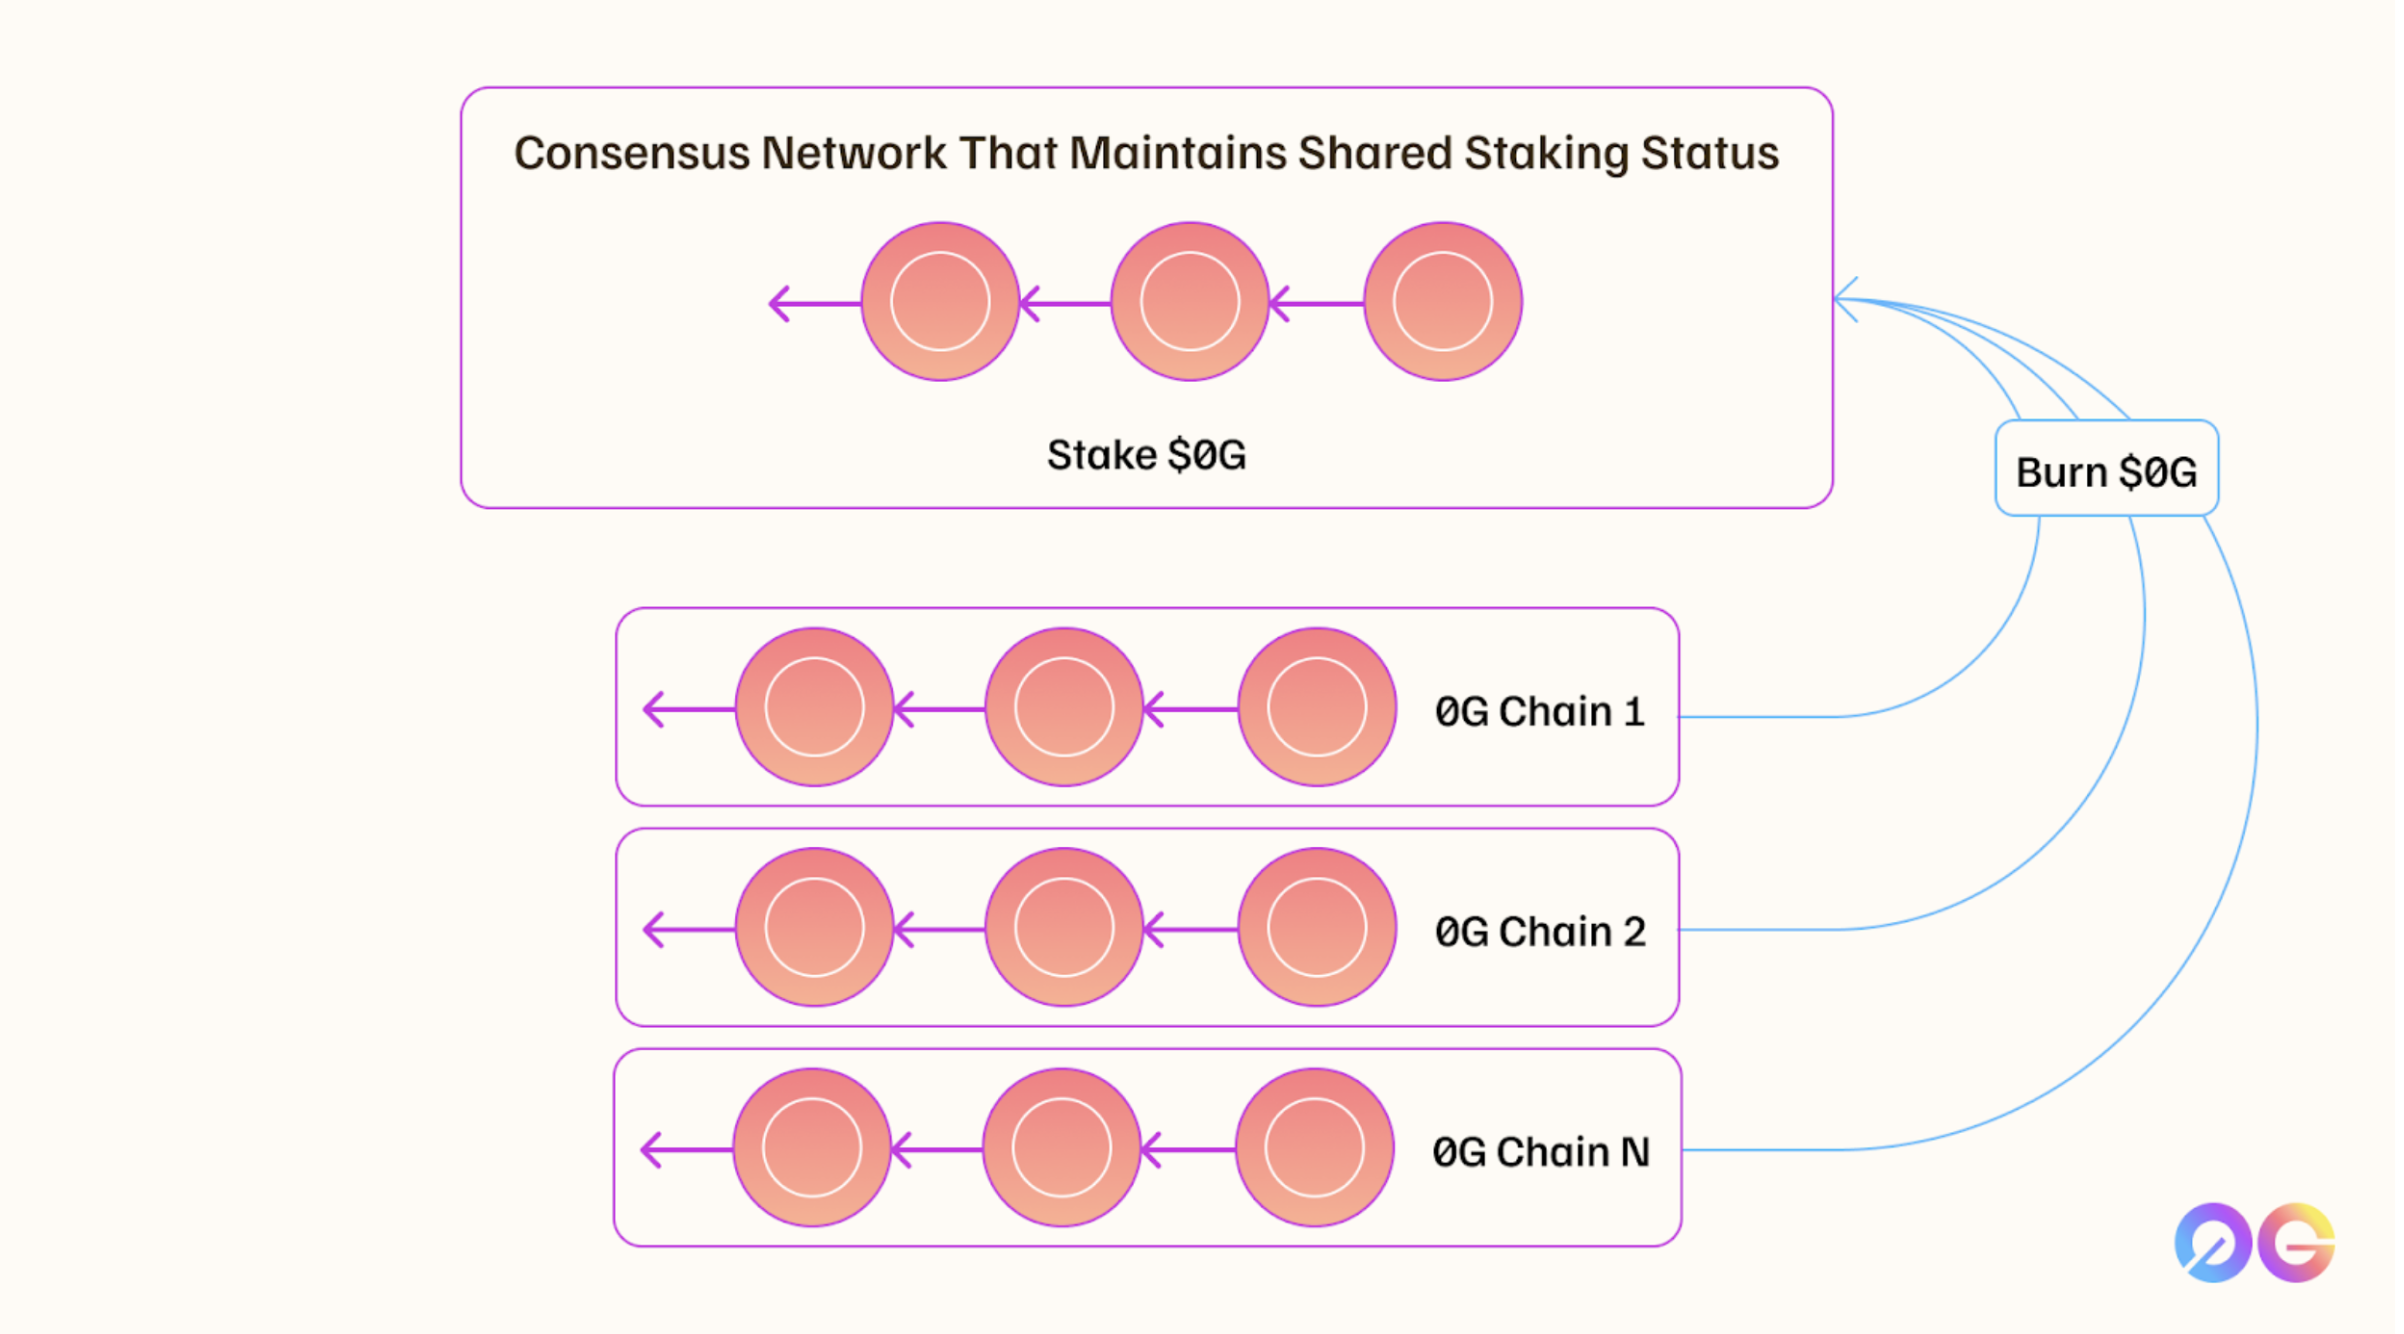 Consensus Network That Maintains Shared Staking Status
Stake $0G
Burn $0G
0G Chain 1
0G Chain 2
0G Chain N
0G